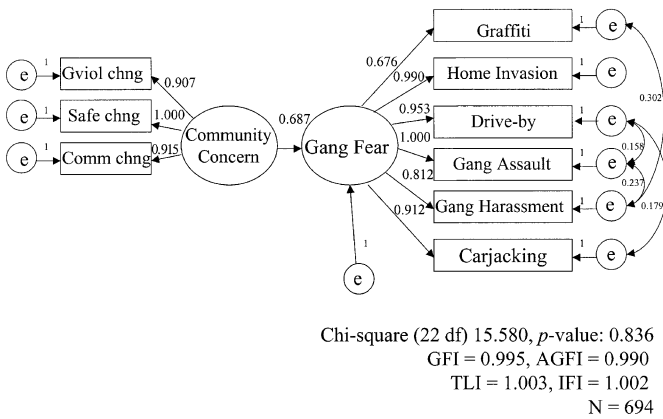 Graffiti
Home Invasion
Drive-by
Gang Assault
Gang Harassment
Carjacking
Gviol chng
Safe chng
Comm chng
Community
Concern
Gang Fear
e
e
e
e
e
e
e
e
e
e
1
1
1
1
1
1
1
1
1
1
0.907
1.000
0.915
0.687
0.676
0.990
0.953
1.000
0.812
0.912
0.302
0.158
0.237
0.179
Chi-square (22 df) 15.580, p-value: 0.836
GFI = 0.995, AGFI = 0.990
TLI = 1.003, IFI = 1.002
N = 694